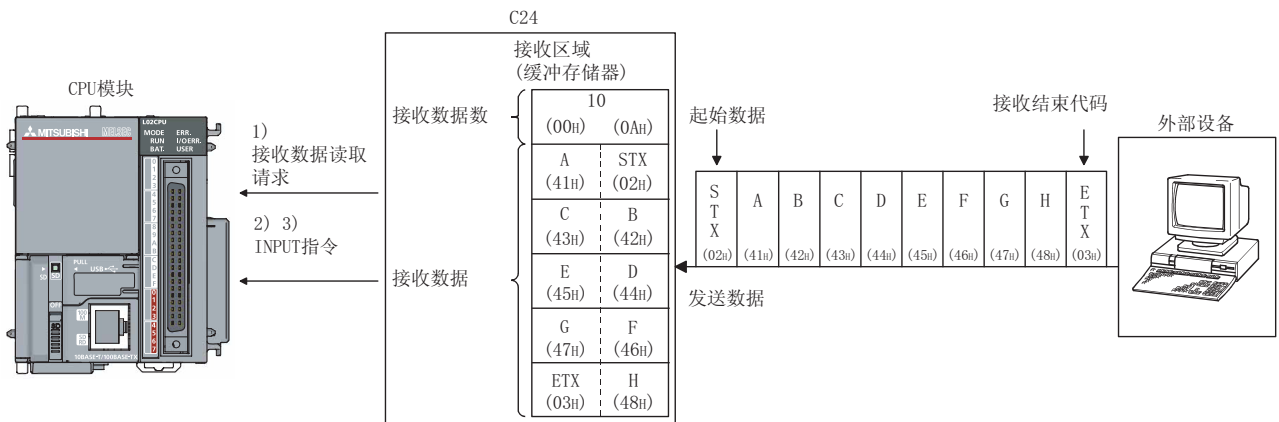 C24
接收区域
(缓冲存储器)
CPU模块
MITSUBISHI
MELSEC
L02CPU
MODE ERR.
RUN I/OERR.
BAT. USER
PULL
USB
SD
10BASE-T/100BASE-TX
1)
接收数据读取
请求
2) 3)
INPUT指令
接收数据数
10
(00H) (0AH)
接收数据
A STX
(41H) (02H)
C B
(43H) (42H)
E D
(45H) (44H)
G F
(47H) (46H)
ETX H
(03H) (48H)
起始数据
接收结束代码
STX A B C D E F G H ETX
(02H) (41H) (42H) (43H) (44H) (45H) (46H) (47H) (48H) (03H)
发送数据
外部设备